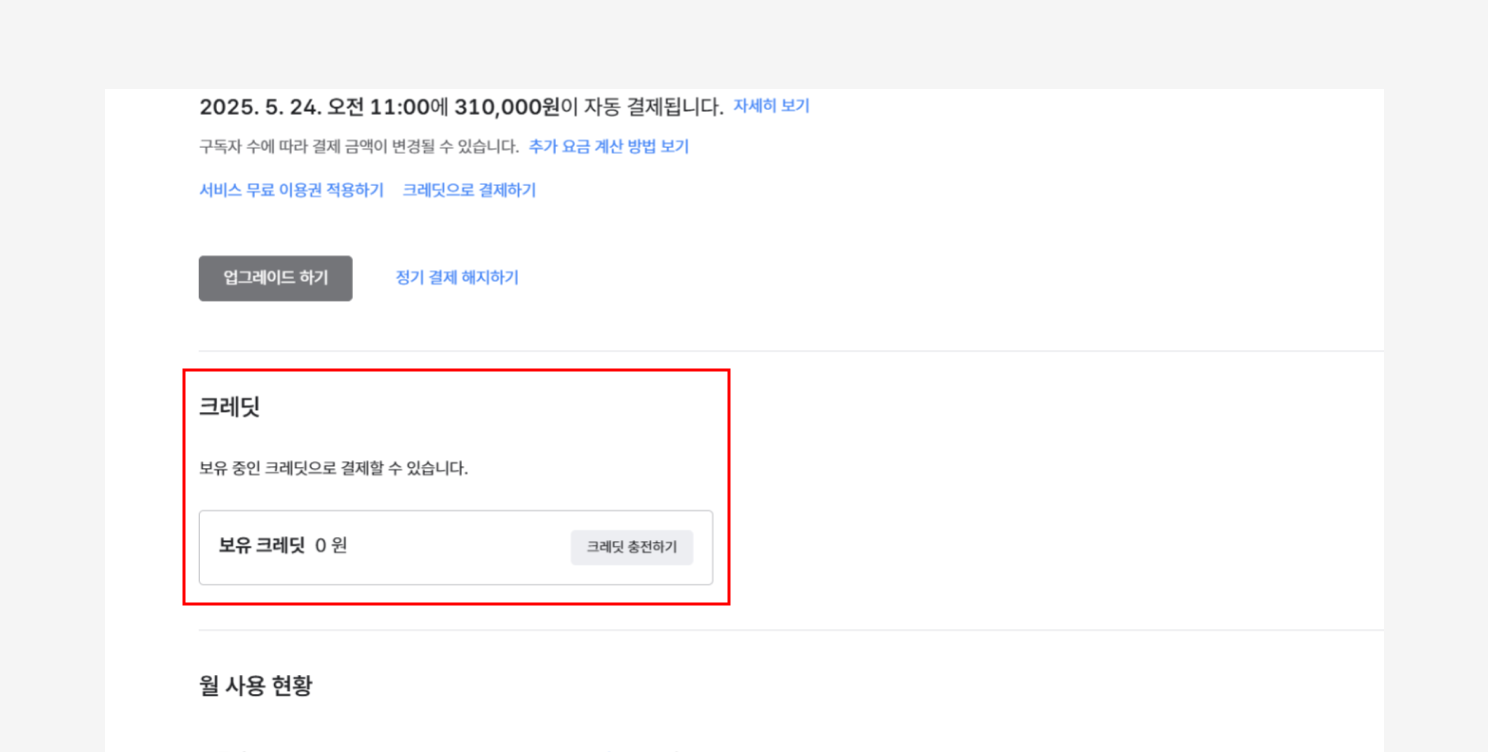 2025. 5. 24. 오전 11:00에 310,000원이 자동 결제됩니다. 자세히 보기
구독자 수에 따라 결제 금액이 변경될 수 있습니다. 추가 요금 계산 방법 보기
서비스 무료 이용권 적용하기 크레딧으로 결제하기
업그레이드 하기 정기 결제 해지하기
크레딧
보유 중인 크레딧으로 결제할 수 있습니다.
보유 크레딧 0 원 크레딧 충전하기
월 사용 현황